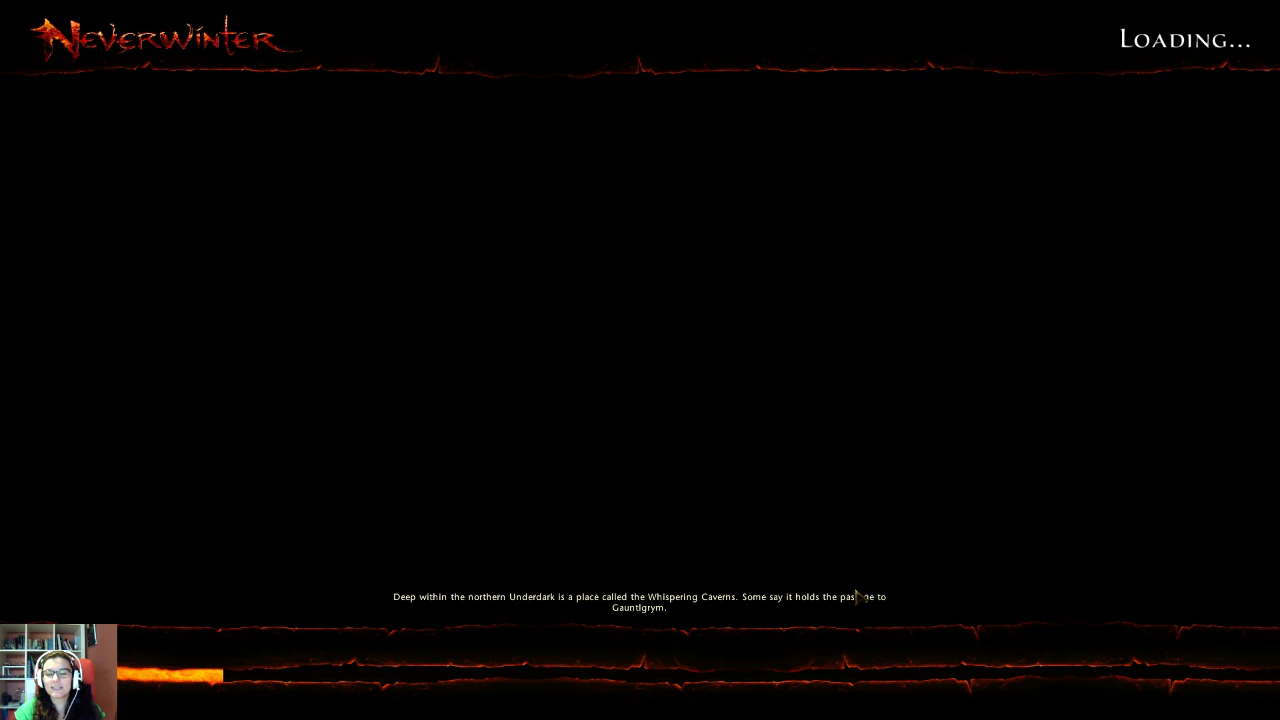 NEVERWINTER
LOADING...
Deep within the northern Underdark is a place called the Whispering Caverns. Some say it holds the to
Gauntlgrym.